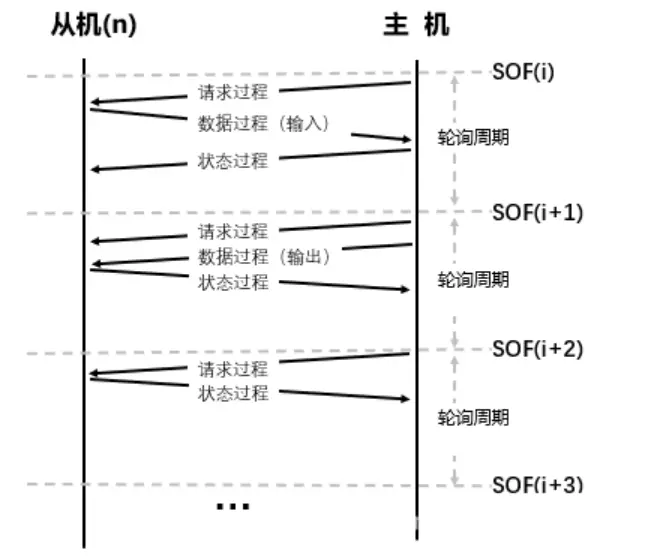 从机(n) 主 机
SOF(i)
请求过程
数据过程（输入）
轮询周期
状态过程
SOF(i+1)
请求过程
数据过程（输出）
轮询周期
状态过程
SOF(i+2)
请求过程
状态过程
轮询周期
SOF(i+3)
...